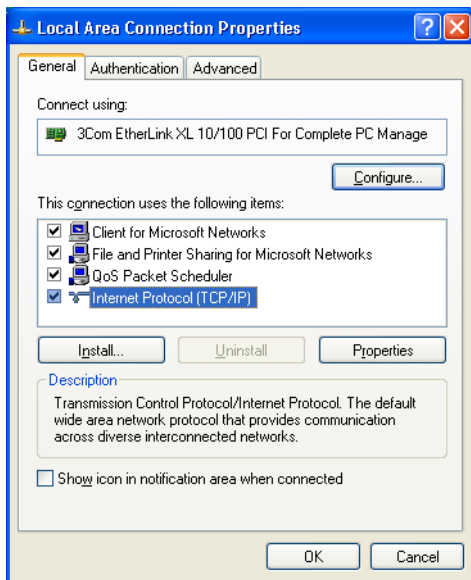 Local Area Connection Properties
General Authentication Advanced
Connect using:
3Com EtherLink XL 10/100 PCI For Complete PC Manage
Configure...
This connection uses the following items:
Client for Microsoft Networks
File and Printer Sharing for Microsoft Networks
QoS Packet Scheduler
Internet Protocol (TCP/IP)
Install... Uninstall Properties
Description
Transmission Control Protocol/Internet Protocol. The default
wide area network protocol that provides communication
across diverse interconnected networks.
Show icon in notification area when connected
OK Cancel